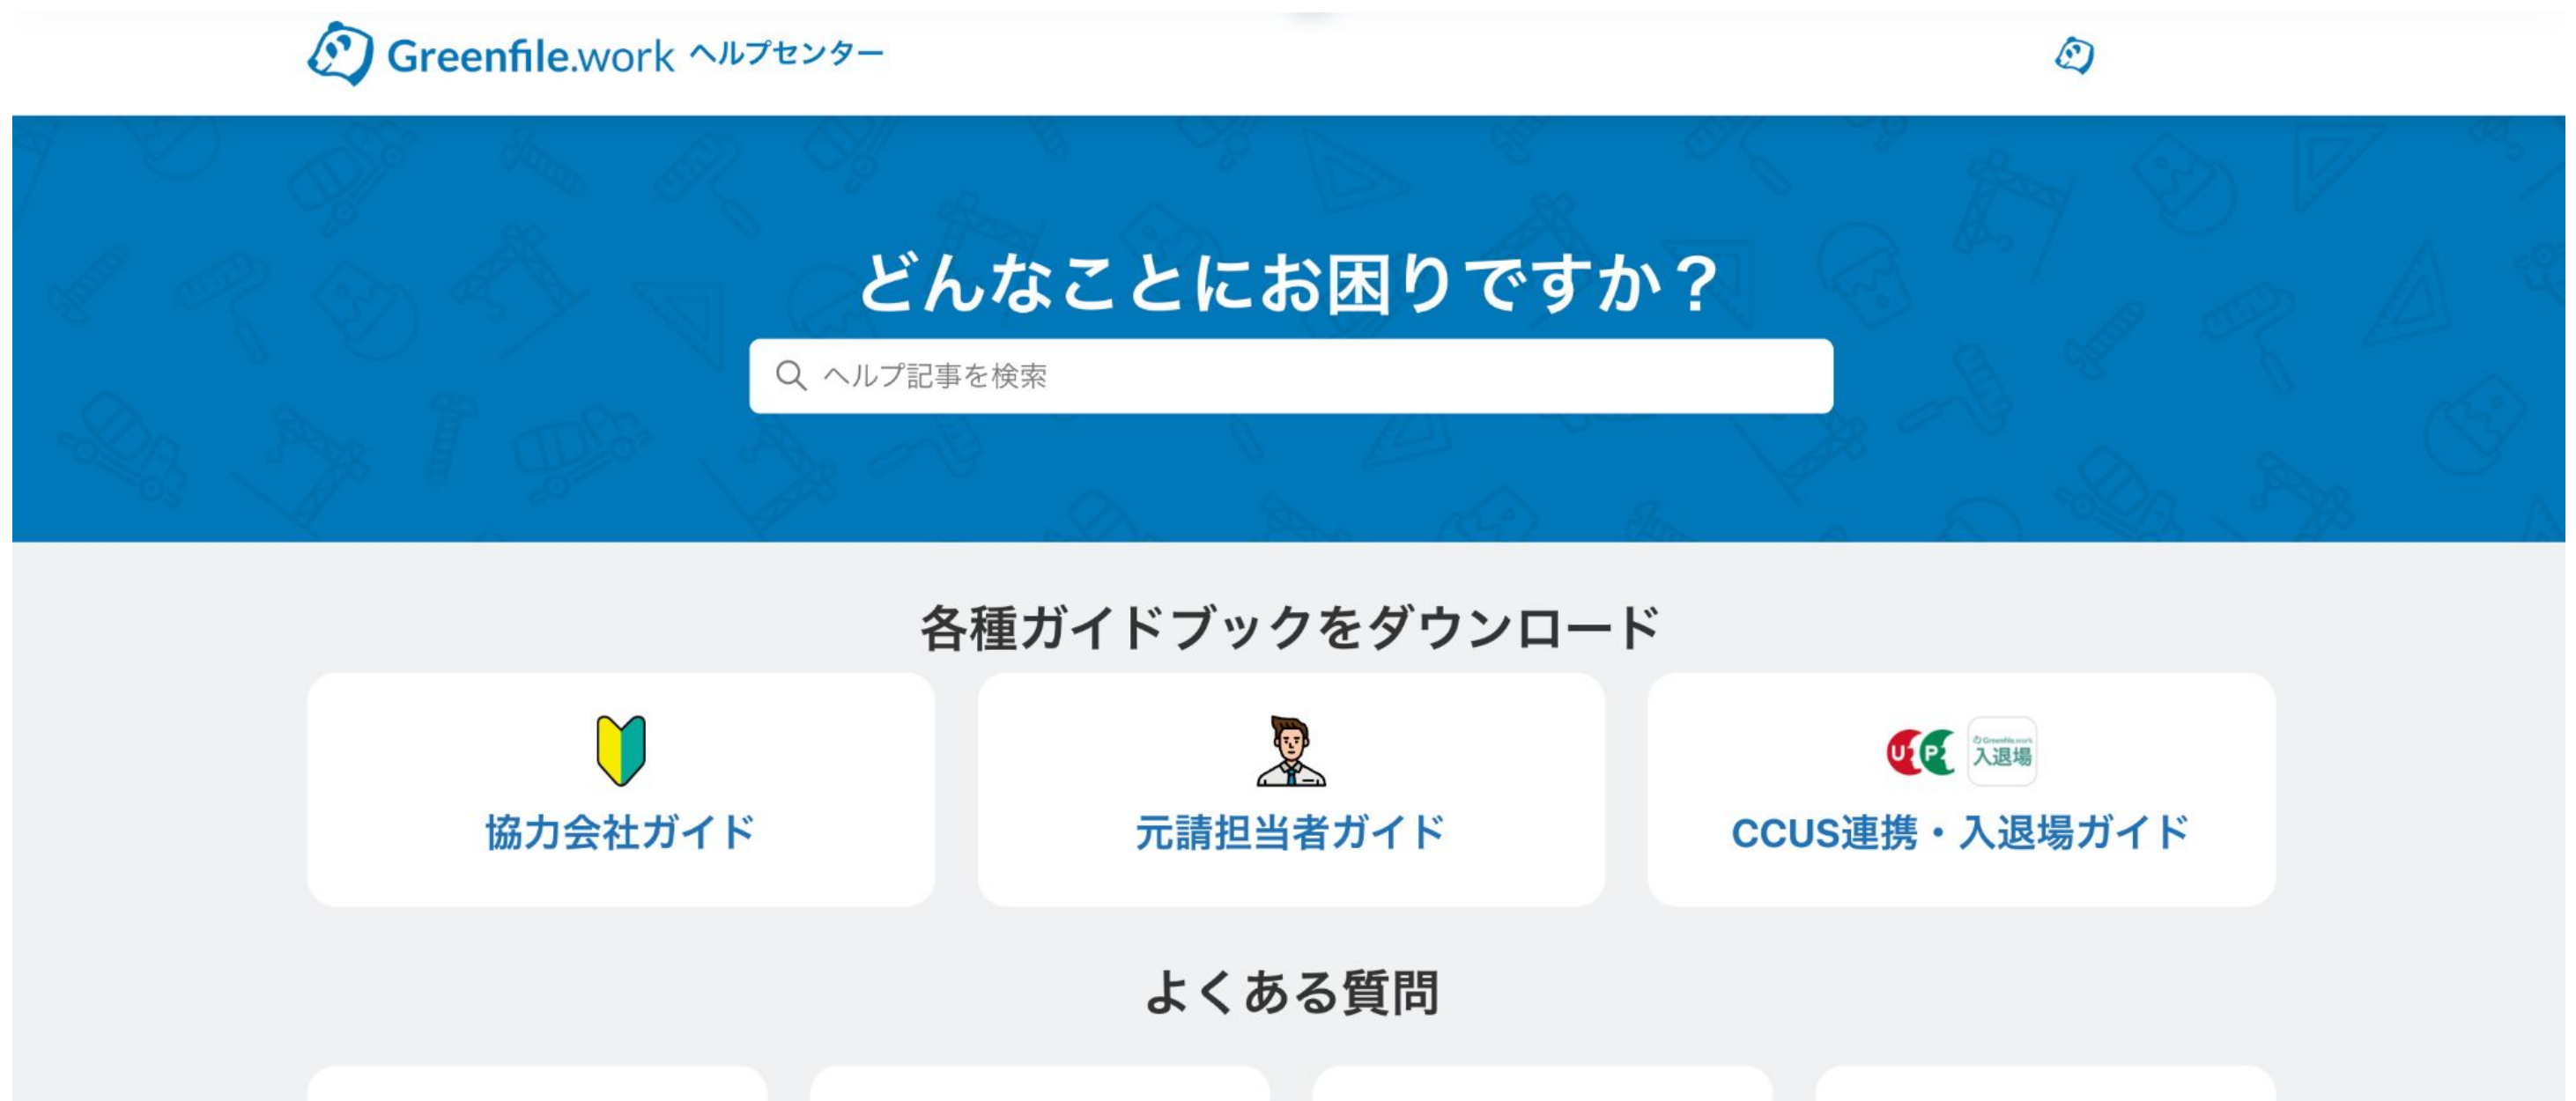 Greenfile.work ヘルプセンター
どんなことにお困りですか？
ヘルプ記事を検索
各種ガイドブックをダウンロード
協力会社ガイド
元請担当者ガイド
Greenfile.work
入退場
CCUS連携・入退場ガイド
よくある質問